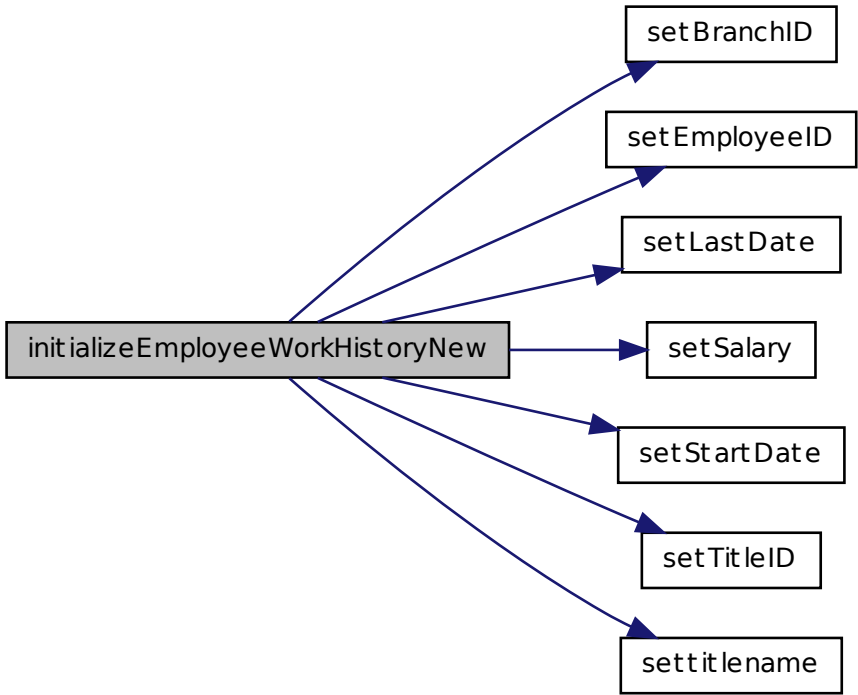 setBranchID
setEmployeeID
setLastDate
initializeEmployeeWorkHistoryNew
setSalary
setStartDate
setTitleID
settitlename